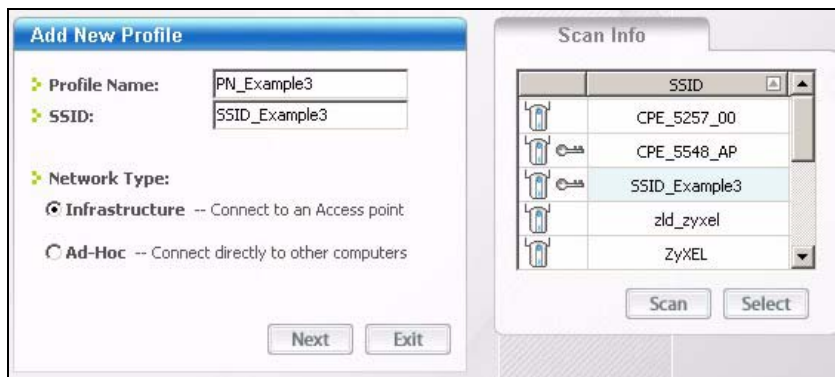 Add New Profile
Profile Name: PN_Example3
SSID: SSID_Example3
Network Type:
Infrastructure -- Connect to an Access point
Ad-Hoc -- Connect directly to other computers
Next Exit
Scan Info
SSID
CPE_5257_00
CPE_5548_AP
SSID_Example3
zld_zyxel
ZyXEL
Scan Select